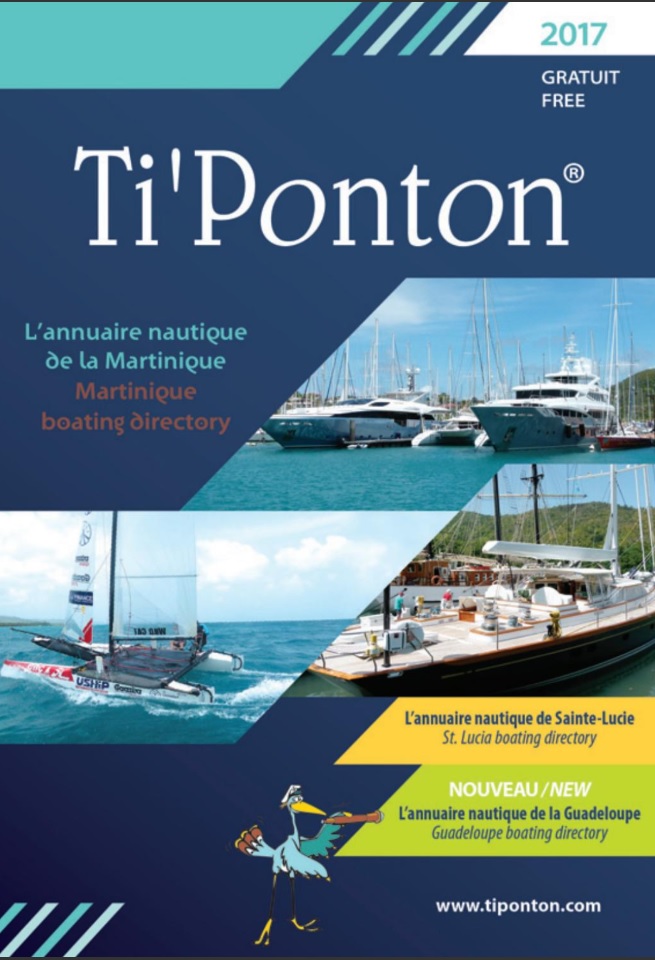 2017
GRATUIT
FREE
Ti'Ponton®
L'annuaire nautique
de la Martinique
Martinique
boating directory
USHIP
L'annuaire nautique de Sainte-Lucie
St. Lucia boating directory
NOUVEAU / NEW
L'annuaire nautique de la Guadeloupe
Guadeloupe boating directory
www.tiponton.com